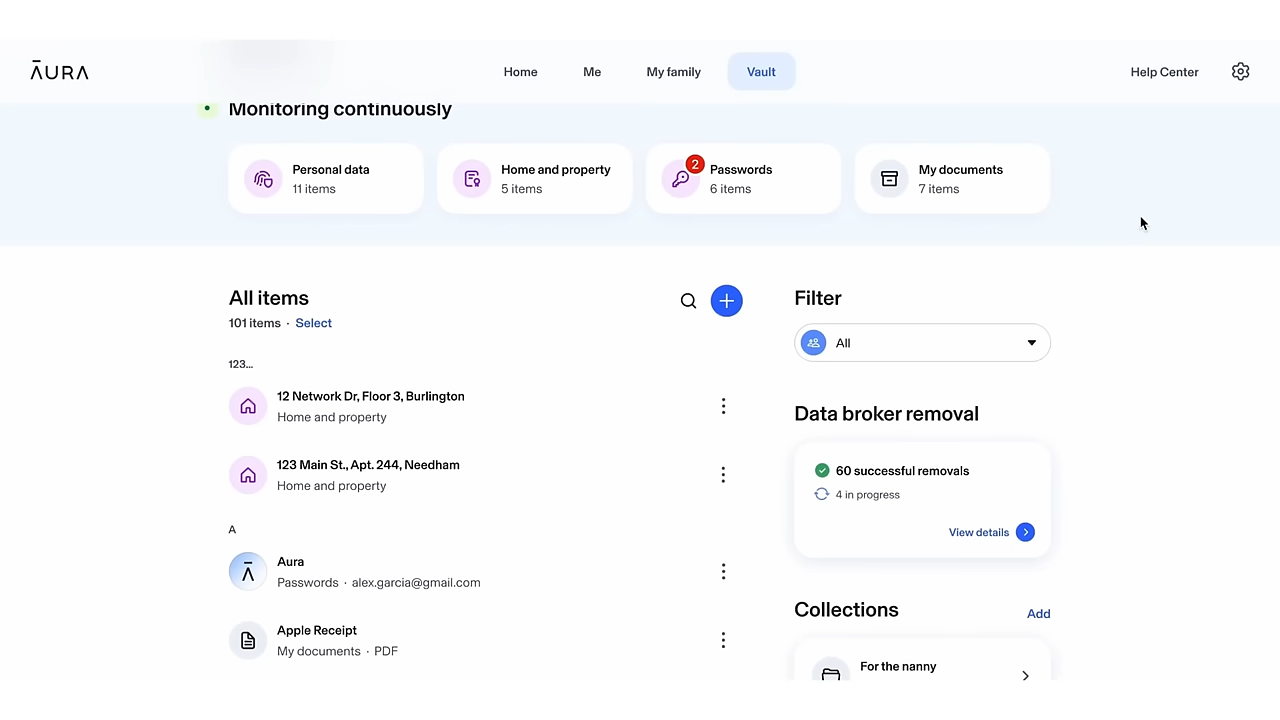 ĀURA
Home
Me
My family
Vault
Help Center
Monitoring continuously
Personal data
11 items
Home and property
5 items
2
Passwords
6 items
My documents
7 items
All items
101 items · Select
123...
12 Network Dr, Floor 3, Burlington
Home and property
123 Main St., Apt. 244, Needham
Home and property
A
Ā
Aura
Passwords · alex.garcia@gmail.com
Apple Receipt
My documents · PDF
Filter
All
Data broker removal
60 successful removals
4 in progress
View details
Collections
Add
For the nanny